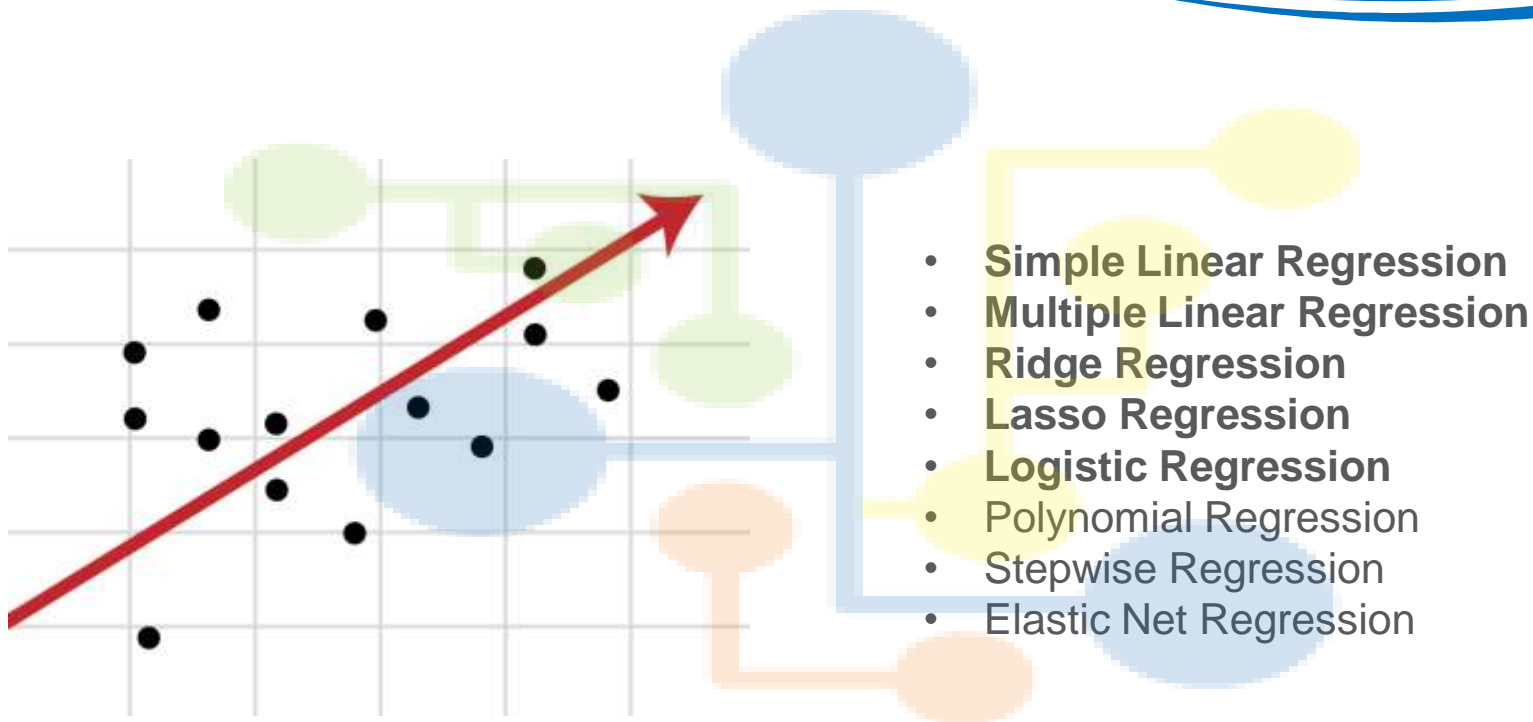 • Simple Linear Regression
• Multiple Linear Regression
• Ridge Regression
• Lasso Regression
• Logistic Regression
• Polynomial Regression
• Stepwise Regression
• Elastic Net Regression